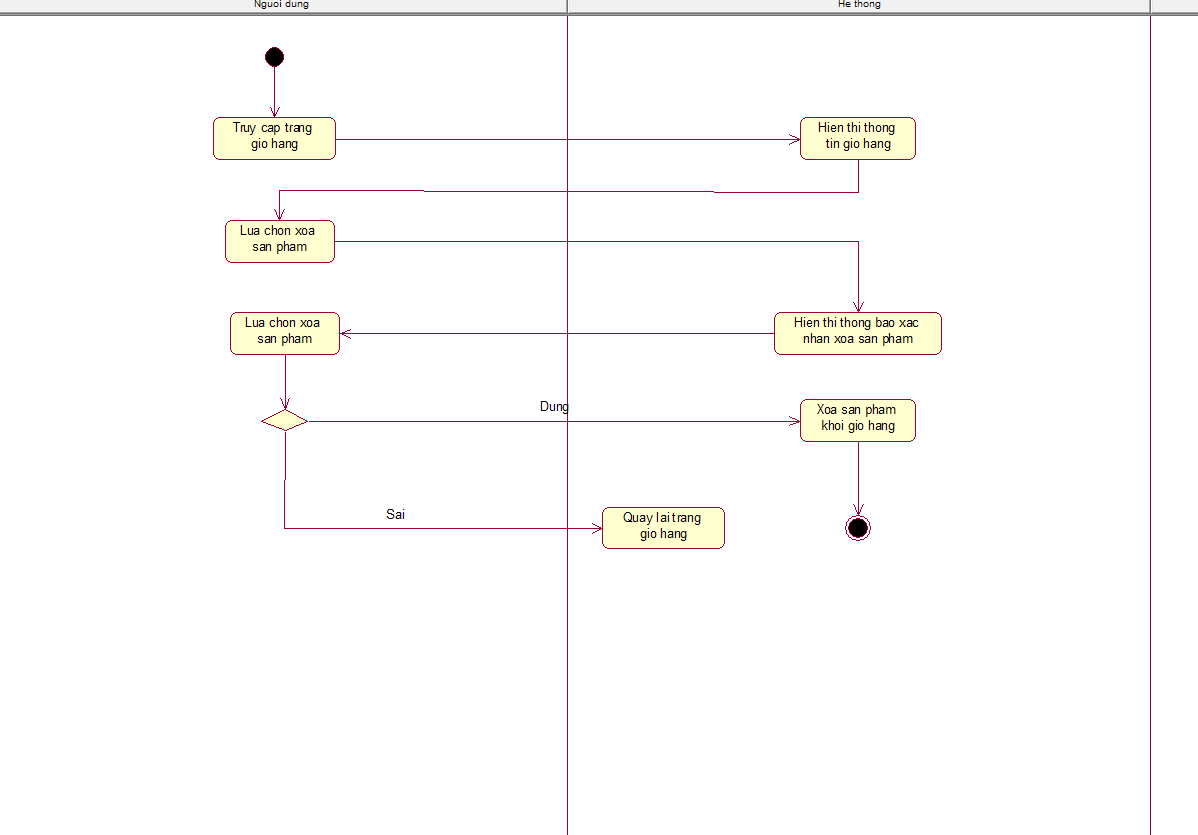 Nguoi dung
He thong
Truy cap trang
gio hang
Hien thi thong
tin gio hang
Lua chon xoa
san pham
Lua chon xoa
san pham
Hien thi thong bao xac
nhan xoa san pham
Dung
Xoa san pham
khoi gio hang
Sai
Quay lai trang
gio hang